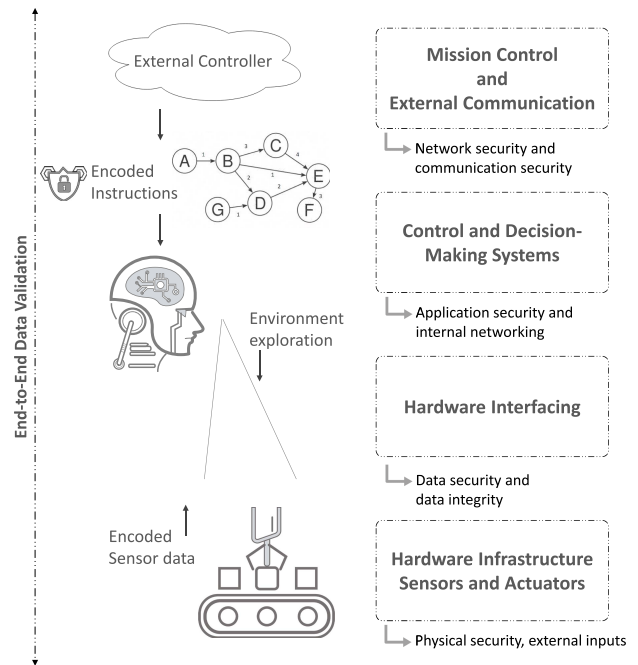 External Controller
Encoded
Instructions
A
B
C
E
D
G
F
1
3
4
1
2
2
1
3
Environment
exploration
Encoded
Sensor data
End-to-End Data Validation
Mission Control
and
External Communication
Network security and
communication security
Control and Decision-
Making Systems
Application security and
internal networking
Hardware Interfacing
Data security and
data integrity
Hardware Infrastructure
Sensors and Actuators
Physical security, external inputs